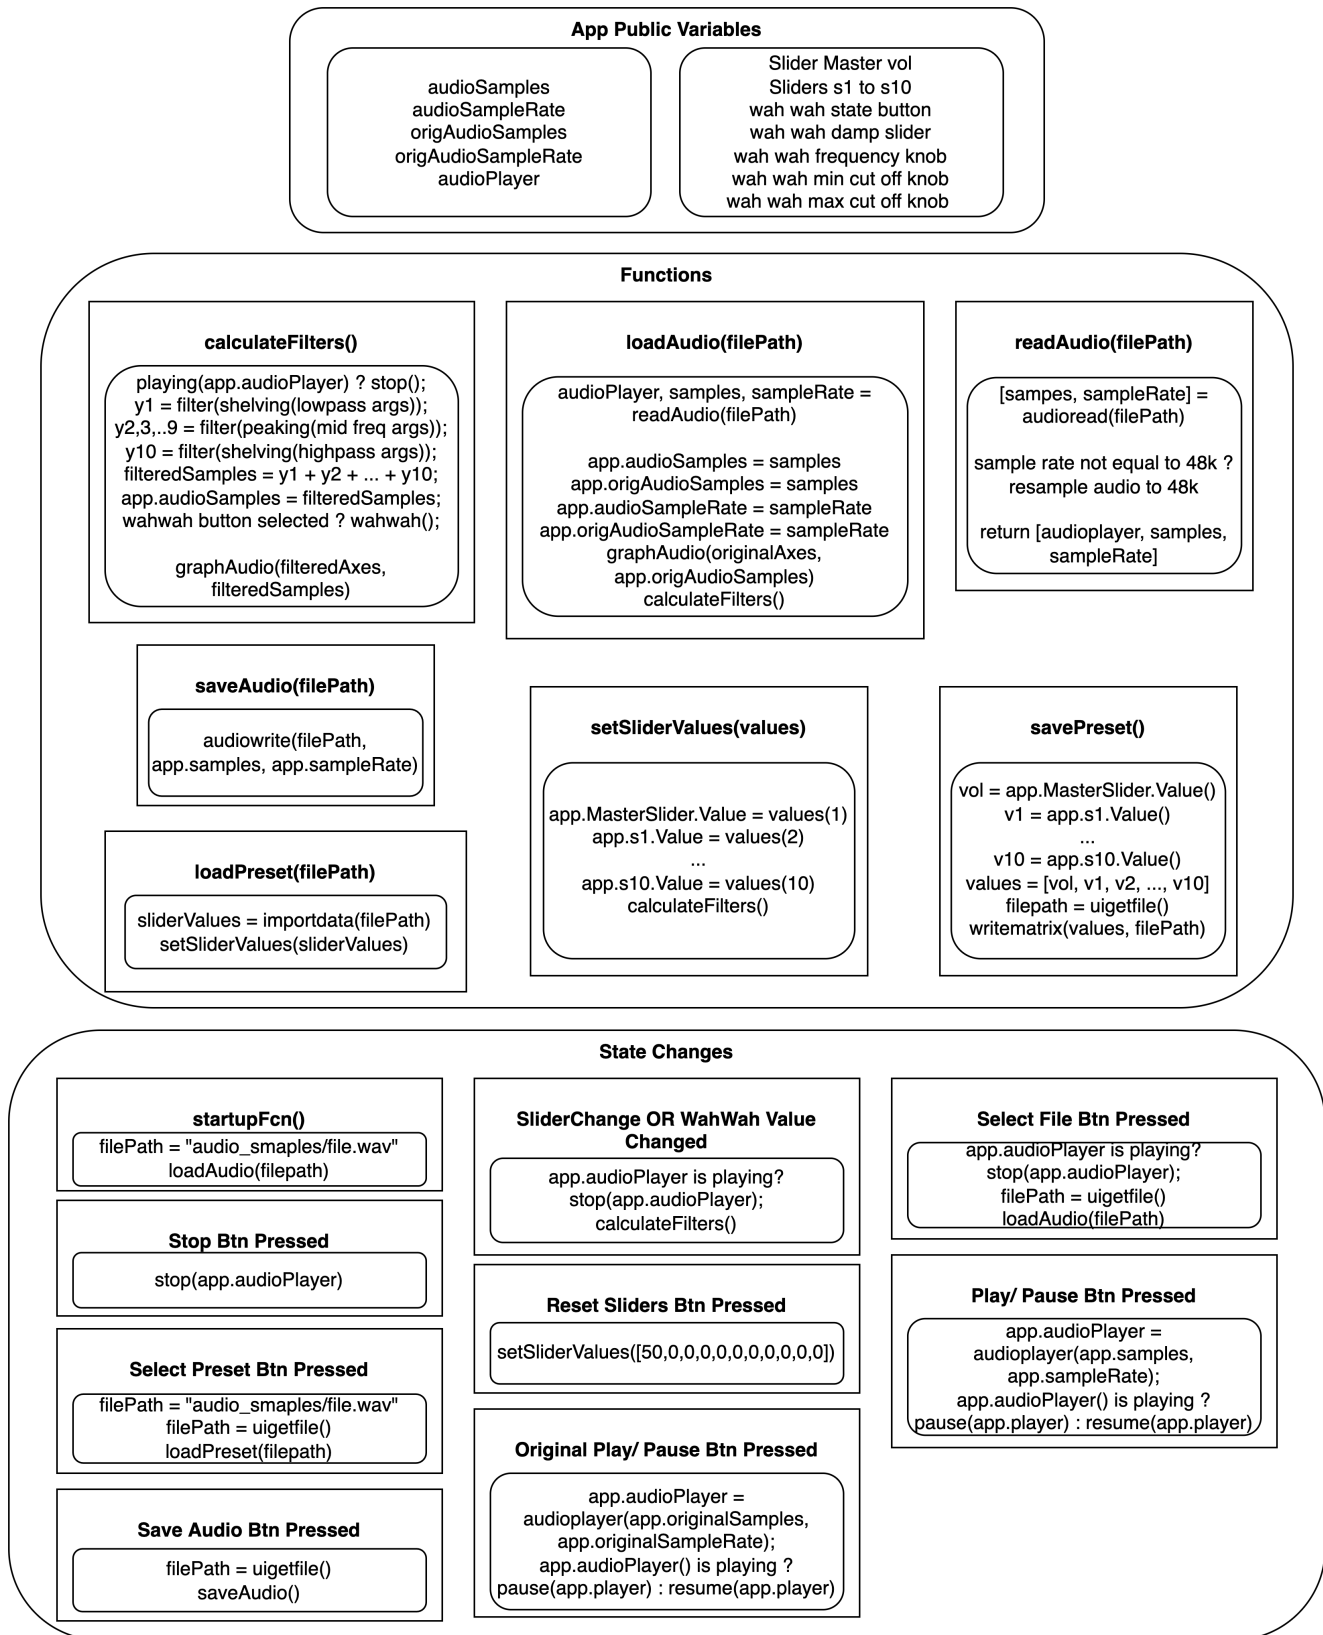 App Public Variables
audioSamples
audioSampleRate
origAudioSamples
origAudioSampleRate
audioPlayer
Slider Master vol
Sliders s1 to s10
wah wah state button
wah wah damp slider
wah wah frequency knob
wah wah min cut off knob
wah wah max cut off knob
Functions
calculateFilters()
playing(app.audioPlayer) ? stop();
y1 = filter(shelving(lowpass args));
y2,3,..9 = filter(peaking(mid freq args));
y10 = filter(shelving(highpass args));
filteredSamples = y1 + y2 + ... + y10;
app.audioSamples = filteredSamples;
wahwah button selected ? wahwah();
graphAudio(filteredAxes,
filteredSamples)
loadAudio(filePath)
audioPlayer, samples, sampleRate =
readAudio(filePath)
app.audioSamples = samples
app.origAudioSamples = samples
app.audioSampleRate = sampleRate
app.origAudioSampleRate = sampleRate
graphAudio(originalAxes,
app.origAudioSamples)
calculateFilters()
readAudio(filePath)
[sampes, sampleRate] =
audioread(filePath)
sample rate not equal to 48k ?
resample audio to 48k
return [audioplayer, samples,
sampleRate]
saveAudio(filePath)
audiowrite(filePath,
app.samples, app.sampleRate)
setSliderValues(values)
app.MasterSlider.Value = values(1)
app.s1.Value = values(2)
...
app.s10.Value = values(10)
calculateFilters()
savePreset()
vol = app.MasterSlider.Value()
v1 = app.s1.Value()
...
v10 = app.s10.Value()
values = [vol, v1, v2, ..., v10]
filepath = uigetfile()
writematrix(values, filePath)
loadPreset(filePath)
sliderValues = importdata(filePath)
setSliderValues(sliderValues)
State Changes
startupFcn()
filePath = "audio_smaples/file.wav"
loadAudio(filepath)
SliderChange OR WahWah Value
Changed
app.audioPlayer is playing?
stop(app.audioPlayer);
calculateFilters()
Select File Btn Pressed
app.audioPlayer is playing?
stop(app.audioPlayer);
filePath = uigetfile()
loadAudio(filePath)
Stop Btn Pressed
stop(app.audioPlayer)
Reset Sliders Btn Pressed
setSliderValues([50,0,0,0,0,0,0,0,0,0,0])
Play/ Pause Btn Pressed
app.audioPlayer =
audioplayer(app.samples,
app.sampleRate);
app.audioPlayer() is playing ?
pause(app.player) : resume(app.player)
Select Preset Btn Pressed
filePath = "audio_smaples/file.wav"
filePath = uigetfile()
loadPreset(filepath)
Original Play/ Pause Btn Pressed
app.audioPlayer =
audioplayer(app.originalSamples,
app.originalSampleRate);
app.audioPlayer() is playing ?
pause(app.player) : resume(app.player)
Save Audio Btn Pressed
filePath = uigetfile()
saveAudio()